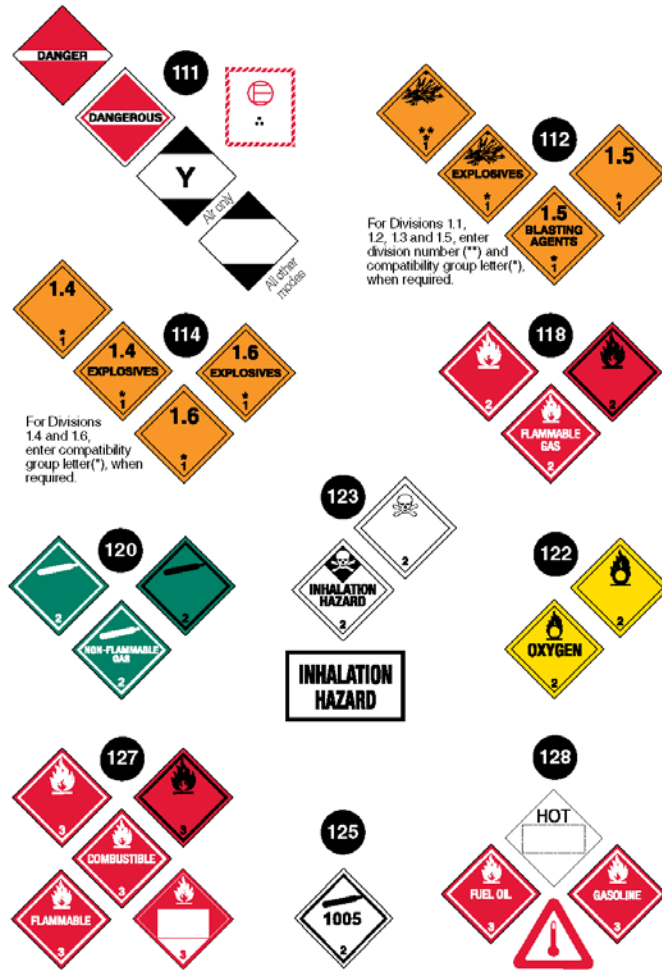 DANGER
111
DANGEROUS
E
Y
Air only
All other
modes
**
*
1
112
EXPLOSIVES
*
1
1.5
*
1
1.5
BLASTING
AGENTS
*
1
For Divisions 1.1,
1.2, 1.3 and 1.5, enter
division number (**) and
compatibility group letter(*),
when required.
1.4
*
1
114
1.4
EXPLOSIVES
*
1
1.6
EXPLOSIVES
*
1
1.6
*
1
For Divisions
1.4 and 1.6,
enter compatibility
group letter(*), when
required.
118
2
2
FLAMMABLE
GAS
2
123
2
INHALATION
HAZARD
2
INHALATION
HAZARD
120
2
2
NON-FLAMMABLE
GAS
2
122
2
OXYGEN
2
127
3
3
COMBUSTIBLE
3
FLAMMABLE
3
3
125
1005
2
128
HOT
FUEL OIL
3
GASOLINE
3